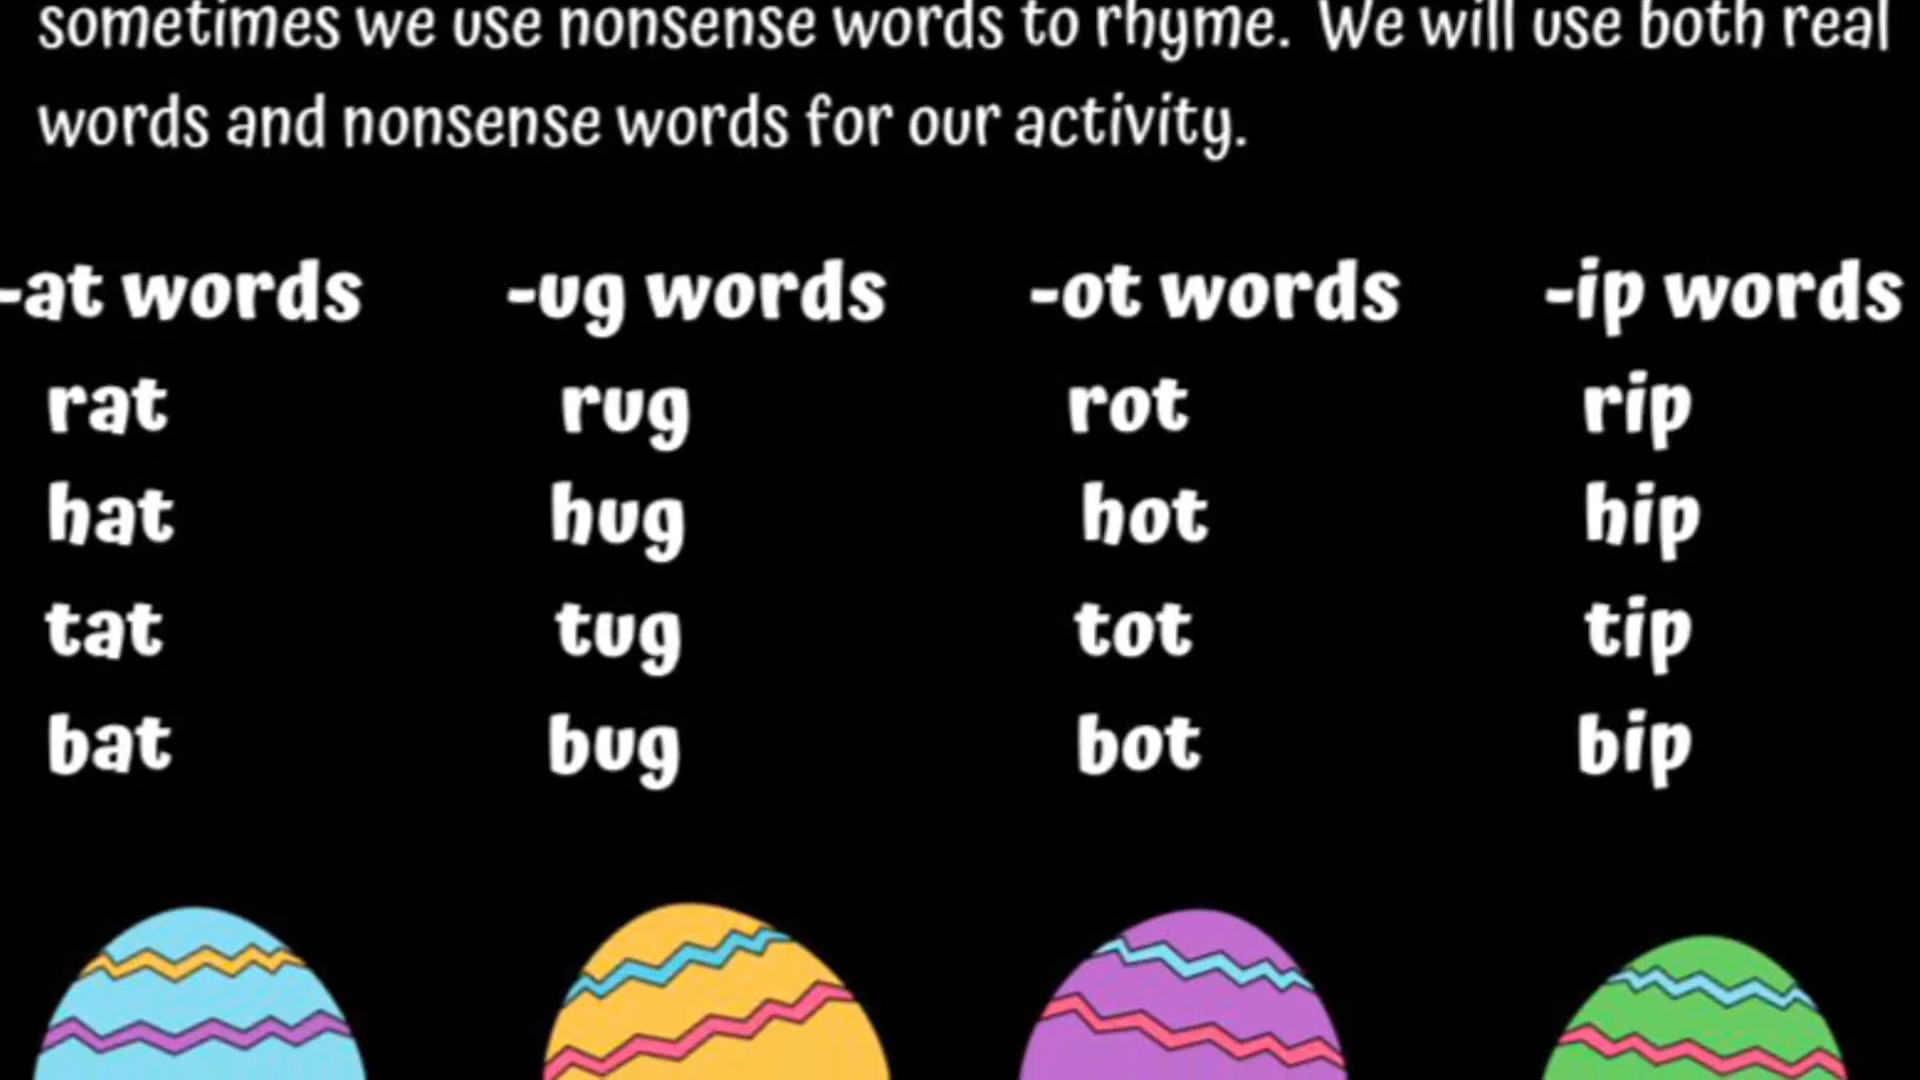 sometimes we use nonsense words to rhyme. We will use both real
words and nonsense words for our activity.
-at words -ug words -ot words -ip words
rat rug rot rip
hat hug hot hip
tat tug tot tip
bat bug bot bip